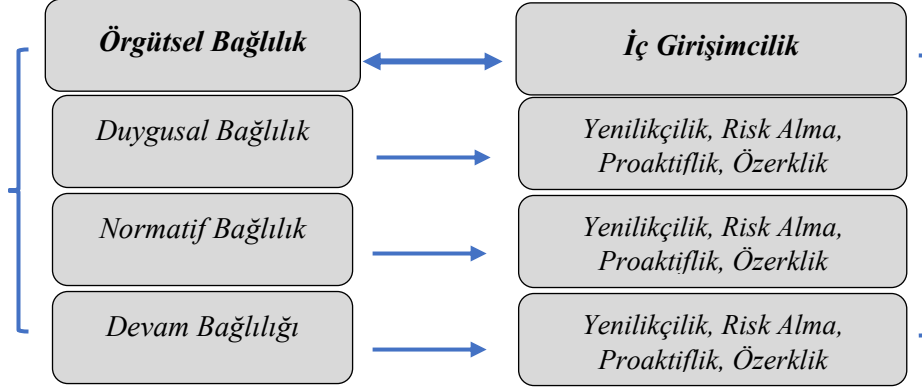 Örgütsel Bağlılık
İç Girişimcilik
Duygusal Bağlılık
Yenilikçilik, Risk Alma,
Proaktiflik, Özerklik
Normatif Bağlılık
Yenilikçilik, Risk Alma,
Proaktiflik, Özerklik
Devam Bağlılığı
Yenilikçilik, Risk Alma,
Proaktiflik, Özerklik